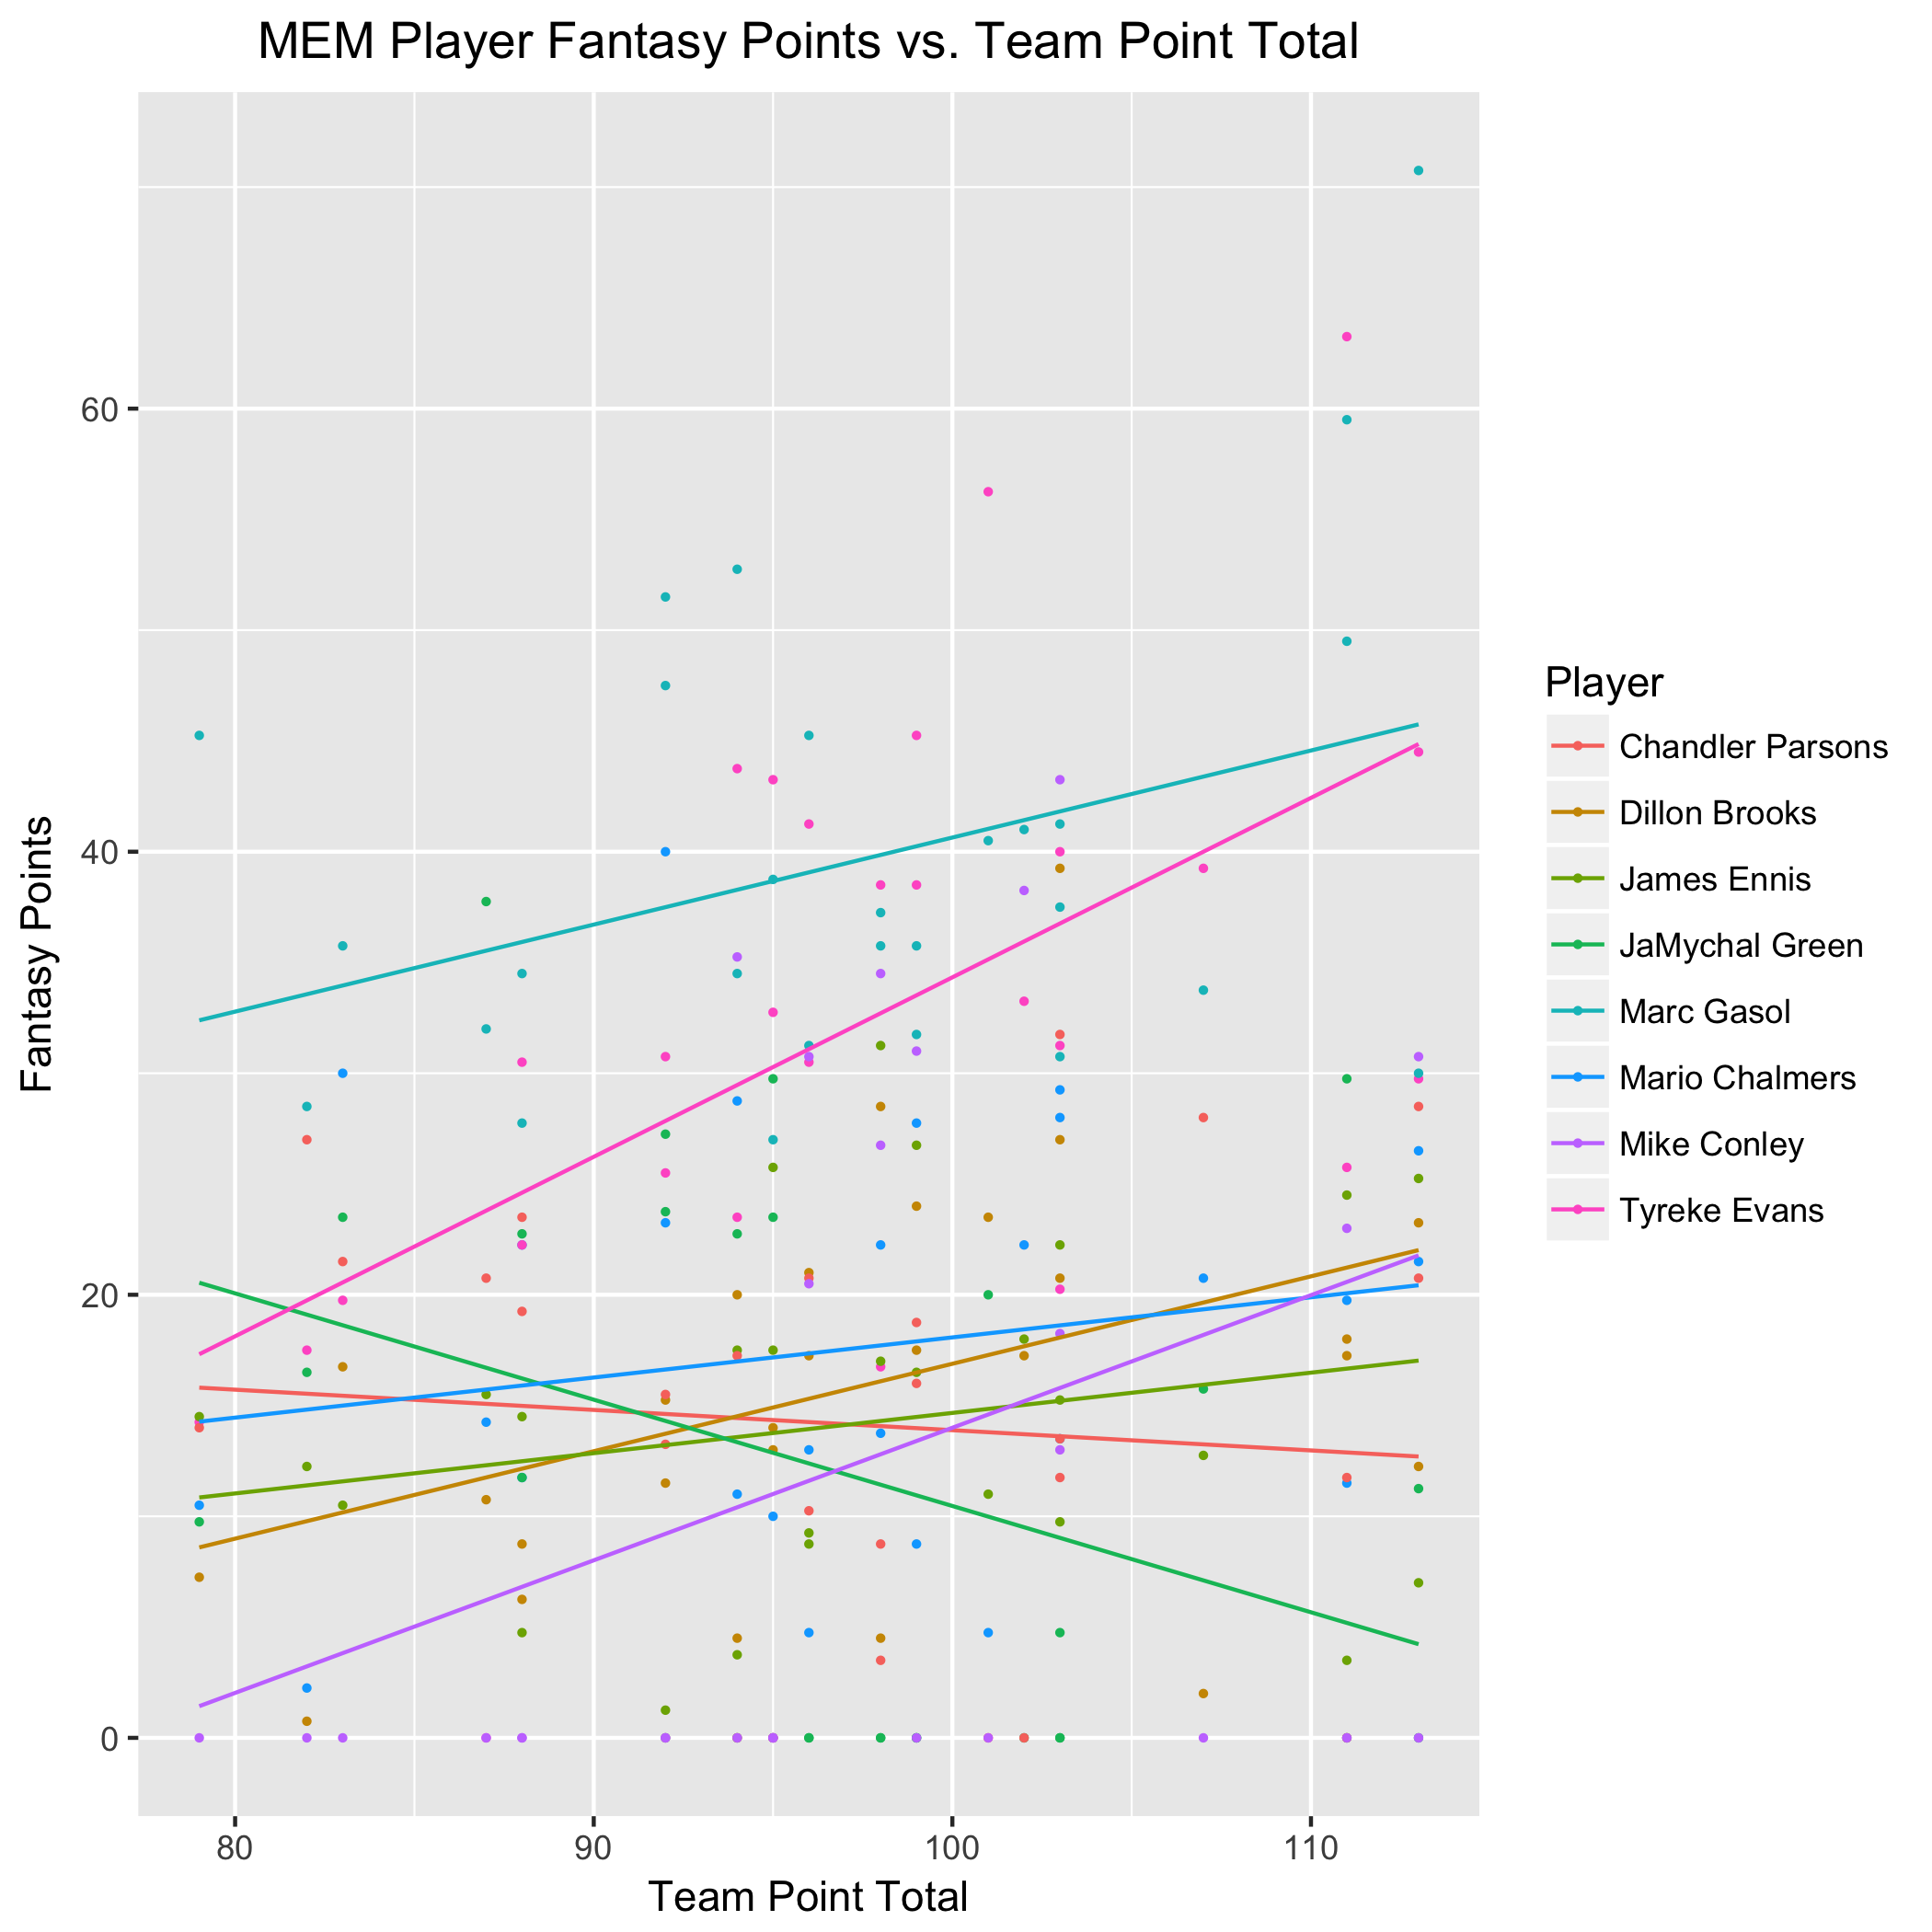 MEM Player Fantasy Points vs. Team Point Total
Fantasy Points
60
40
20
0
80 90 100 110
Team Point Total
Player
Chandler Parsons
Dillon Brooks
James Ennis
JaMychal Green
Marc Gasol
Mario Chalmers
Mike Conley
Tyreke Evans